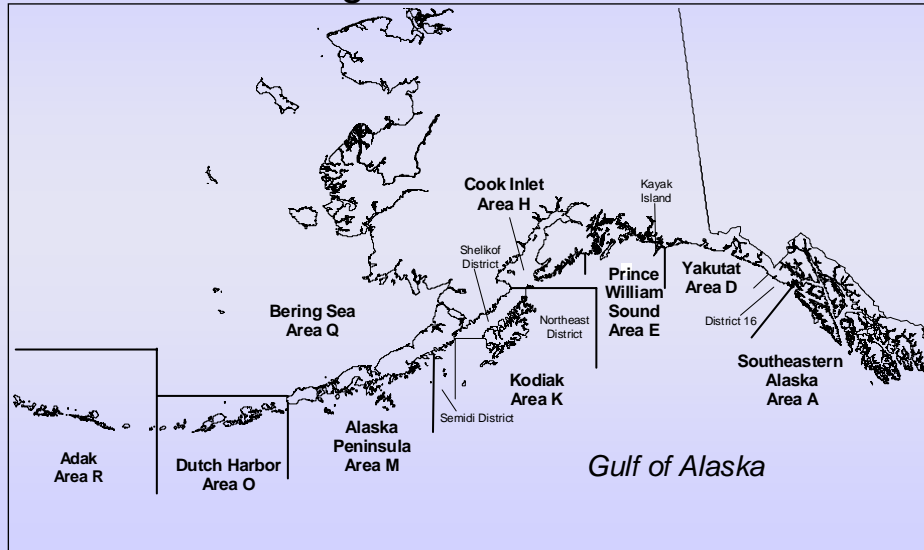 Cook Inlet
Area H
Kayak
Island
Shelikof
District
Prince
William
Sound
Area E
Yakutat
Area D
District 16
Bering Sea
Area Q
Northeast
District
Southeastern
Alaska
Area A
Kodiak
Area K
Semidi District
Alaska
Peninsula
Area M
Adak
Area R
Dutch Harbor
Area O
Gulf of Alaska